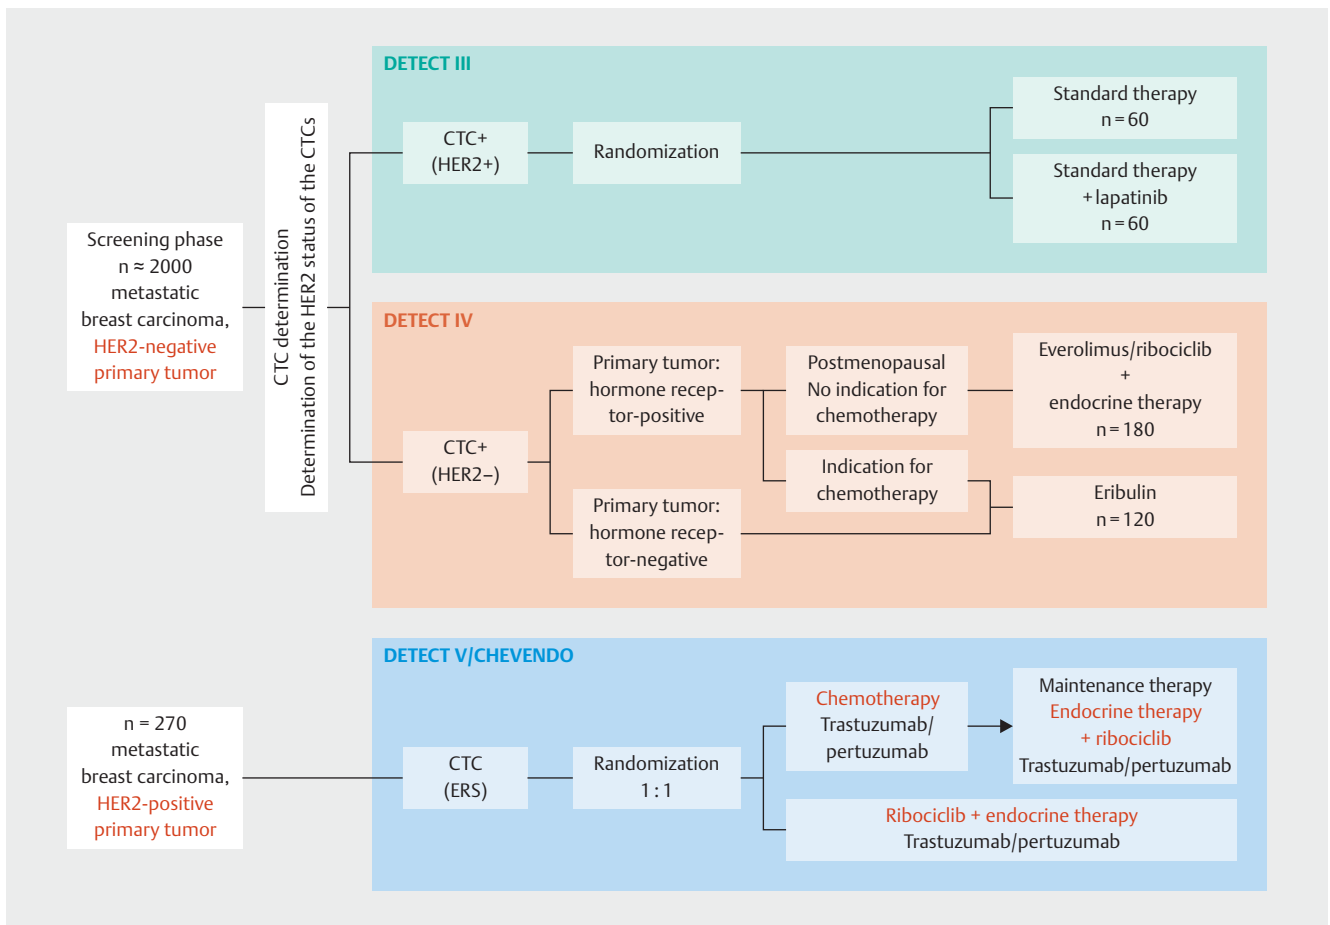 DETECT III
Screening phase
n ≈ 2000
metastatic
breast carcinoma,
HER2-negative
primary tumor
CTC determination
Determination of the HER2 status of the CTCs
CTC+
(HER2+)
Randomization
Standard therapy
n = 60
Standard therapy
+ lapatinib
n = 60
DETECT IV
CTC+
(HER2–)
Primary tumor:
hormone recep-
tor-positive
Primary tumor:
hormone recep-
tor-negative
Postmenopausal
No indication for
chemotherapy
Indication for
chemotherapy
Everolimus/ribociclib
+
endocrine therapy
n = 180
Eribulin
n = 120
DETECT V/CHEVENDO
n = 270
metastatic
breast carcinoma,
HER2-positive
primary tumor
CTC
(ERS)
Randomization
1 : 1
Chemotherapy
Trastuzumab/
pertuzumab
Maintenance therapy
Endocrine therapy
+ ribociclib
Trastuzumab/pertuzumab
Ribociclib + endocrine therapy
Trastuzumab/pertuzumab